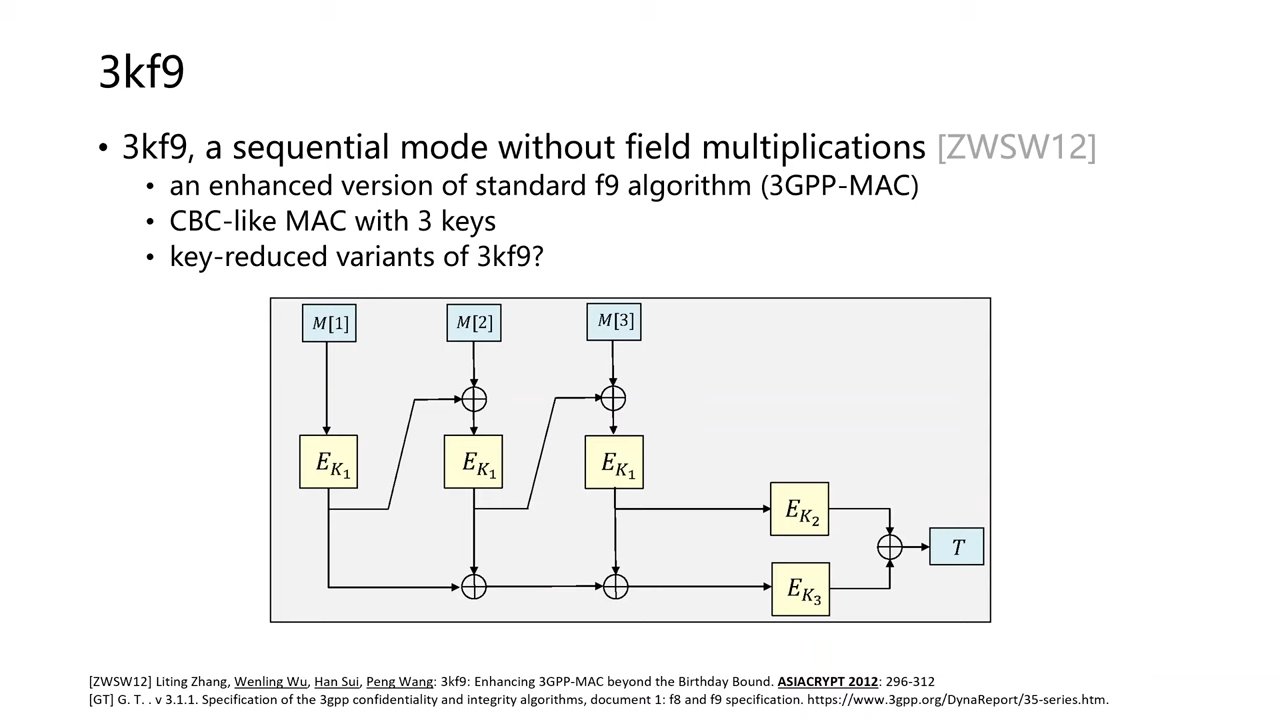 3kf9
• 3kf9, a sequential mode without field multiplications [ZWSW12]
• an enhanced version of standard f9 algorithm (3GPP-MAC)
• CBC-like MAC with 3 keys
• key-reduced variants of 3kf9?
M[1] M[2] M[3]
E_{K_1} E_{K_1} E_{K_1}
E_{K_2}
T
E_{K_3}
[ZWSW12] Liting Zhang, Wenling Wu, Han Sui, Peng Wang: 3kf9: Enhancing 3GPP-MAC beyond the Birthday Bound. ASIACRYPT 2012: 296-312
[GT] G. T. . v 3.1.1. Specification of the 3gpp confidentiality and integrity algorithms, document 1: f8 and f9 specification. https://www.3gpp.org/DynaReport/35-series.htm.